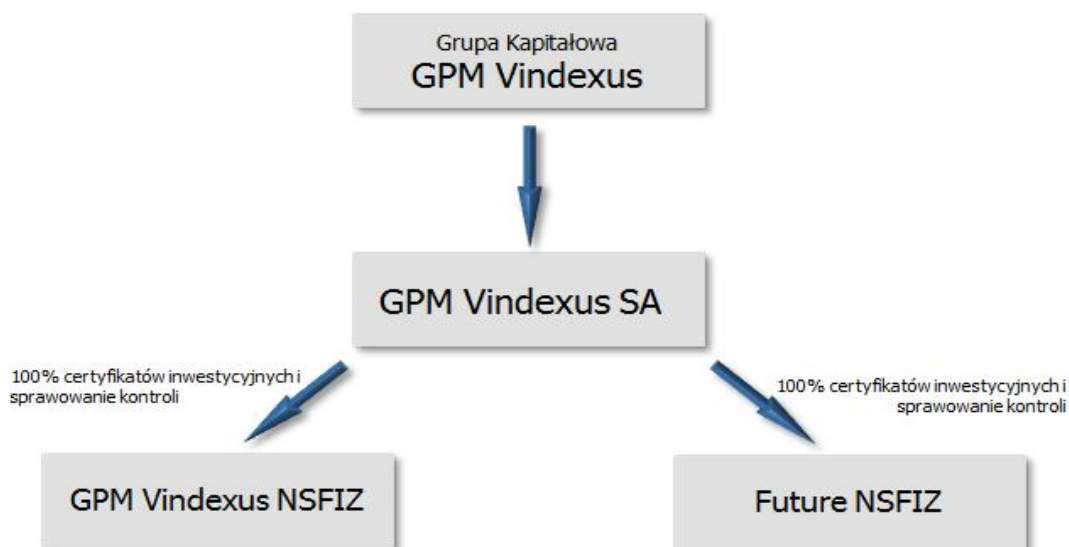 Grupa Kapitałowa
GPM Vindexus
GPM Vindexus SA
100% certyfikatów inwestycyjnych i
sprawowanie kontroli
100% certyfikatów inwestycyjnych i
sprawowanie kontroli
GPM Vindexus NSFIZ
Future NSFIZ